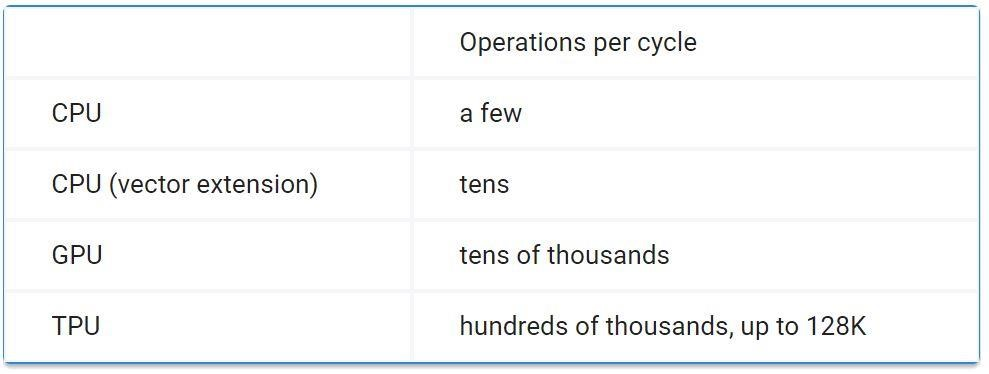 Operations per cycle
CPU a few
CPU (vector extension) tens
GPU tens of thousands
TPU hundreds of thousands, up to 128K